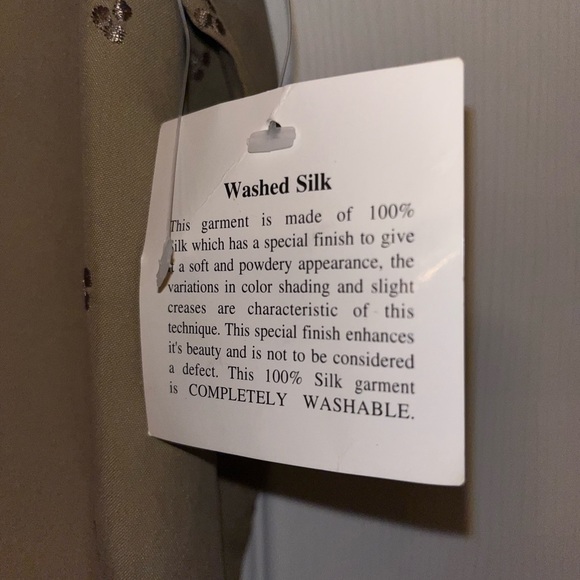 Washed Silk
This garment is made of 100%
silk which has a special finish to give
it a soft and powdery appearance, the
variations in color shading and slight
creases are characteristic of this
technique. This special finish enhances
it's beauty and is not to be considered
a defect. This 100% Silk garment
is COMPLETELY WASHABLE.